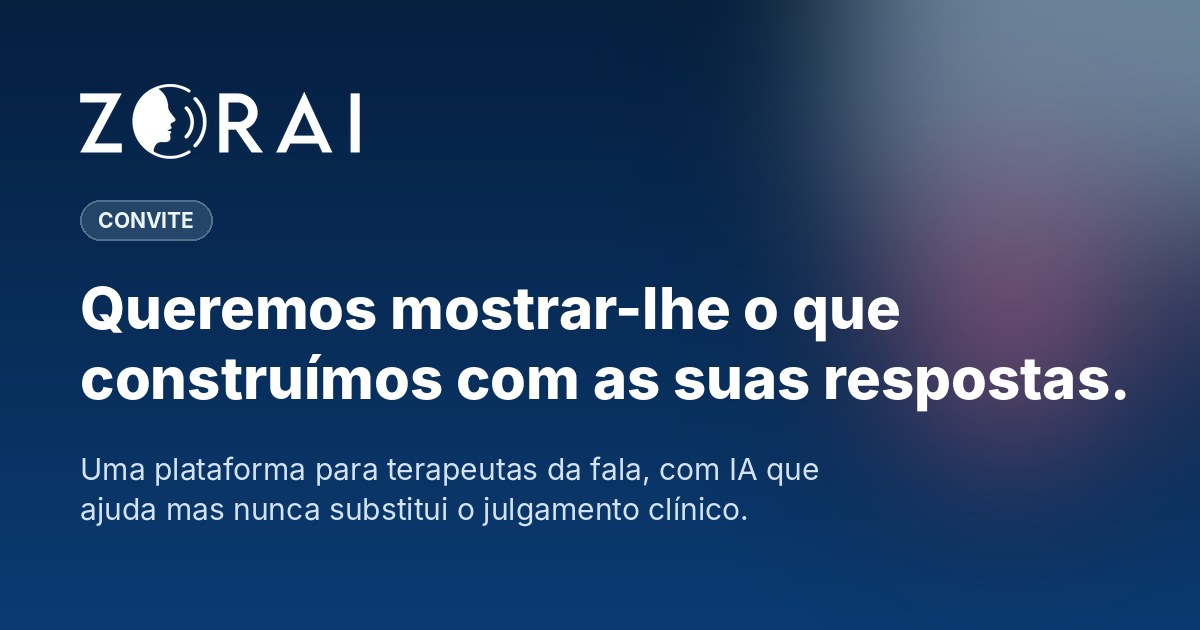 ZORAI
CONVITE
Queremos mostrar-lhe o que
construímos com as suas respostas.
Uma plataforma para terapeutas da fala, com IA que
ajuda mas nunca substitui o julgamento clínico.